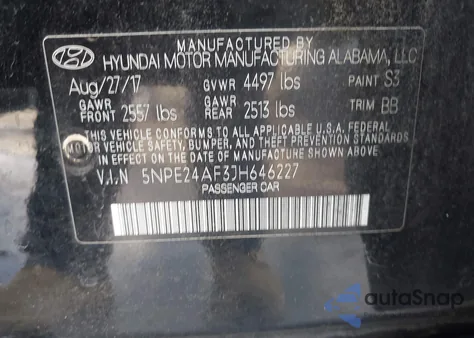 MANUFACTURED BY
HYUNDAI MOTOR MANUFACTURING ALABAMA, LLC
Aug/27/17 GVWR 4497 lbs PAINT S3
GAWR FRONT 2557 lbs GAWR REAR 2513 lbs TRIM BB
THIS VEHICLE CONFORMS TO ALL APPLICABLE U.S.A. FEDERAL
MOTOR VEHICLE SAFETY, BUMPER, AND THEFT PREVENTION
STANDARDS IN EFFECT ON THE DATE OF MANUFACTURE SHOWN ABOVE.
V.I.N 5NPE24AF3JH646227
PASSENGER CAR
autoSnap